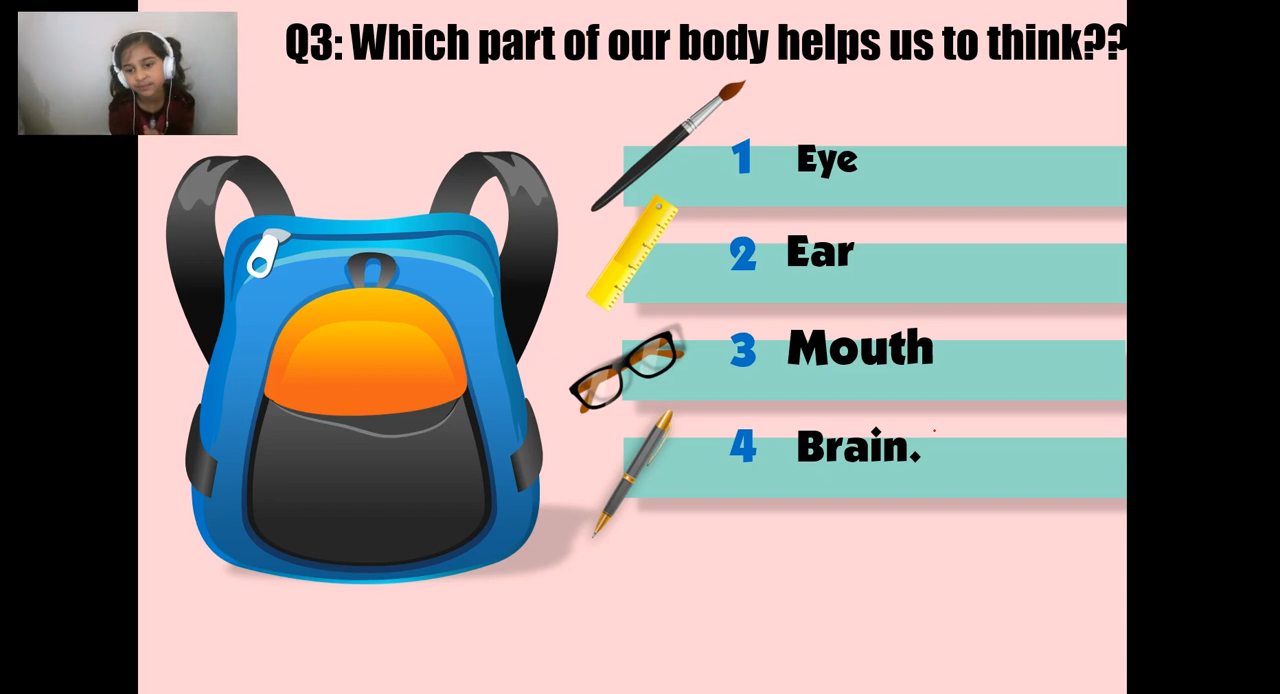 Q3: Which part of our body helps us to think??
1 Eye
2 Ear
3 Mouth
4 Brain.